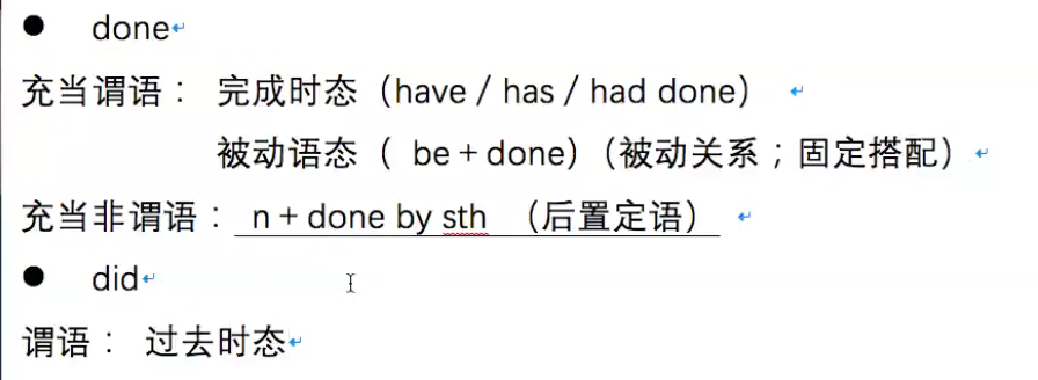 ● done
充当谓语： 完成时态（have / has / had done）
被动语态（ be + done)（被动关系；固定搭配）
充当非谓语： n + done by sth （后置定语）
● did
谓语： 过去时态